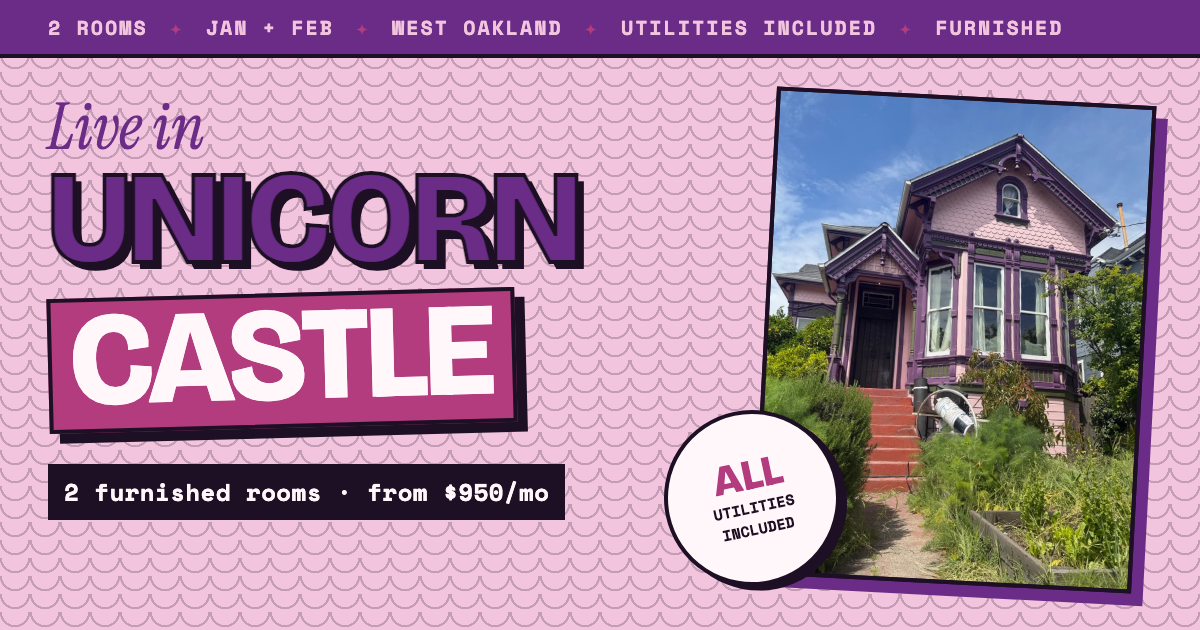 2 ROOMS ✦ JAN + FEB ✦ WEST OAKLAND ✦ UTILITIES INCLUDED ✦ FURNISHED
Live in
UNICORN
CASTLE
2 furnished rooms · from $950/mo
ALL
UTILITIES
INCLUDED